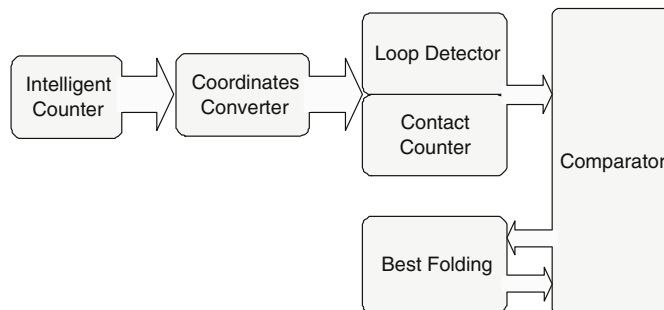 Intelligent
Counter
Coordinates
Converter
Loop Detector
Contact
Counter
Comparator
Best Folding